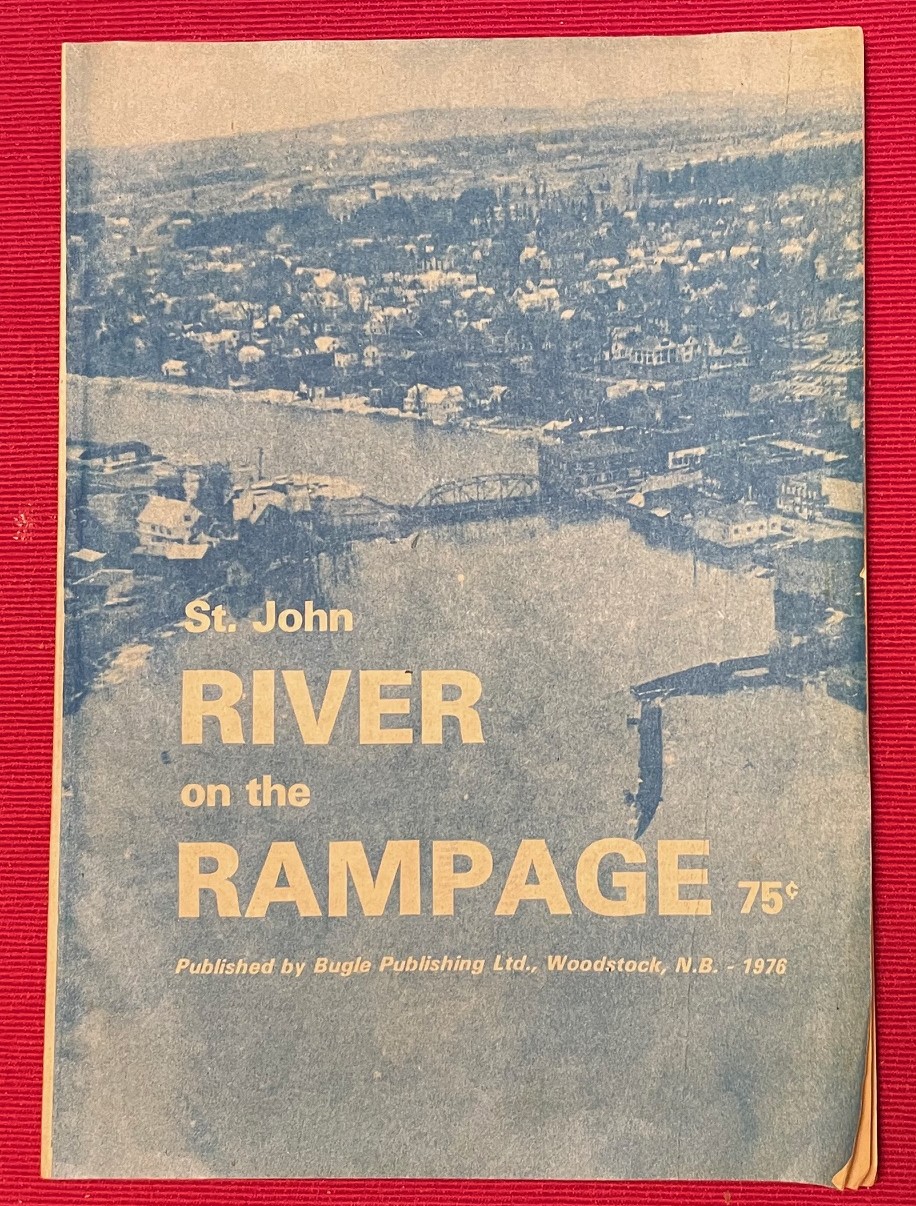 St. John
RIVER
on the
RAMPAGE 75¢
Published by Bugle Publishing Ltd., Woodstock, N.B. - 1976